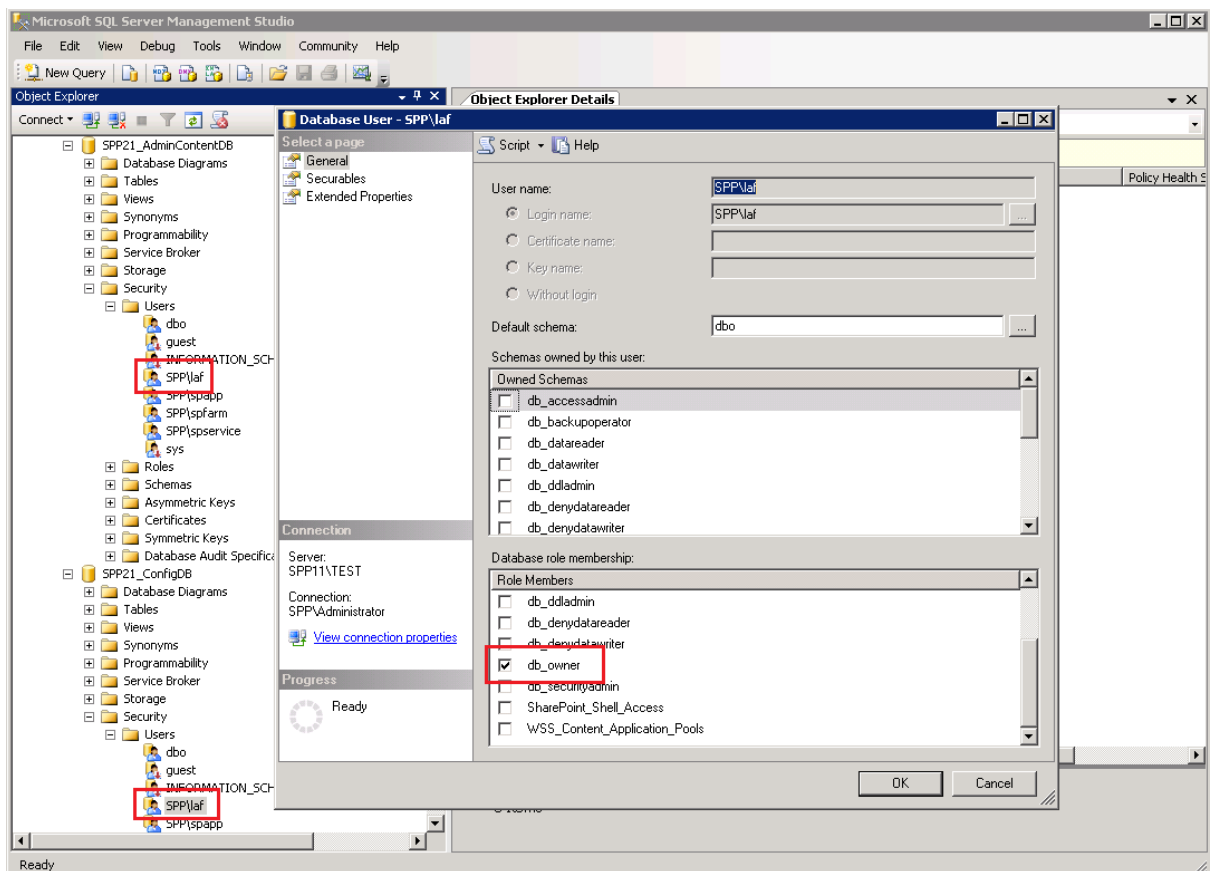 Microsoft SQL Server Management Studio
File Edit View Debug Tools Window Community Help
New Query
Object Explorer
Connect
SPP21_AdminContentDB
Database Diagrams
Tables
Views
Synonyms
Programmability
Service Broker
Storage
Security
Users
dbo
guest
INFORMATION_SCH
SPP\laf
SPP\spapp
SPP\spfarm
SPP\spservice
sys
Roles
Schemas
Asymmetric Keys
Certificates
Symmetric Keys
Database Audit Specifica
SPP21_ConfigDB
Database Diagrams
Tables
Views
Synonyms
Programmability
Service Broker
Storage
Security
Users
dbo
guest
INFORMATION_SCH
SPP\laf
SPP\spapp
Object Explorer Details
Policy Health S
Database User - SPP\laf
Select a page
General
Securables
Extended Properties
Connection
Server:
SPP11\TEST
Connection:
SPP\Administrator
View connection properties
Progress
Ready
Script Help
User name: SPP\laf
Login name: SPP\laf ...
Certificate name:
Key name:
Without login
Default schema: dbo ...
Schemas owned by this user:
Owned Schemas
db_accessadmin
db_backupoperator
db_datareader
db_datawriter
db_ddladmin
db_denydatareader
db_denydatawriter
Database role membership:
Role Members
db_ddladmin
db_denydatareader
db_denydatawriter
db_owner
db_securityadmin
SharePoint_Shell_Access
WSS_Content_Application_Pools
OK Cancel
Ready